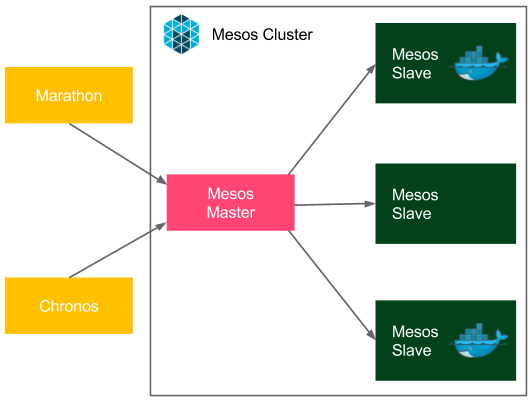 Mesos Cluster
Marathon
Chronos
Mesos
Master
Mesos
Slave
Mesos
Slave
Mesos
Slave